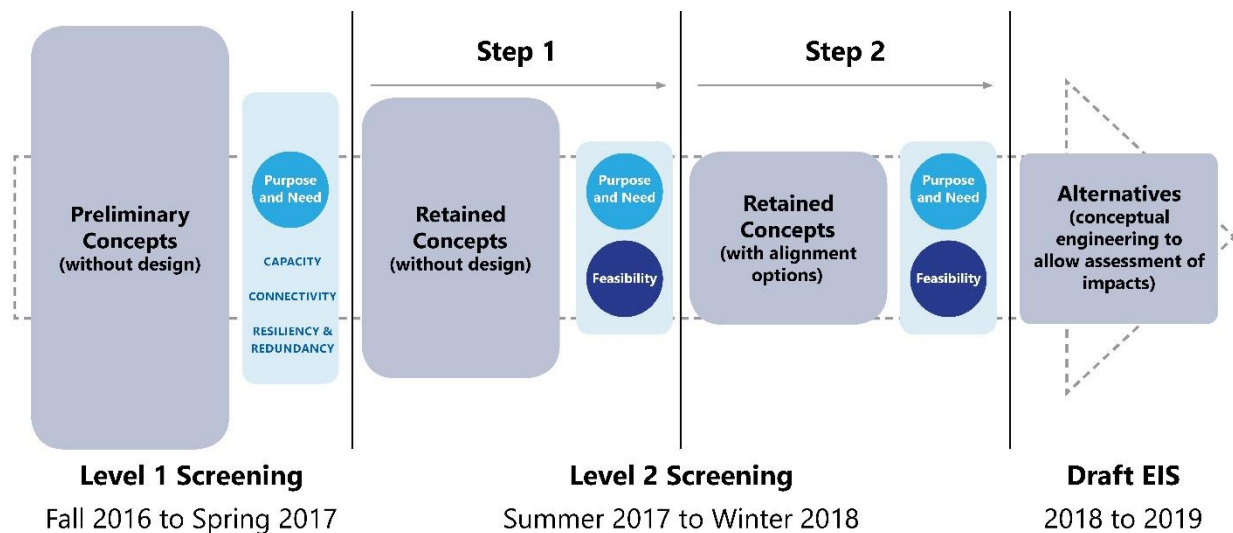 Step 1
Step 2
Preliminary
Concepts
(without design)
Purpose
and Need
CAPACITY
CONNECTIVITY
RESILIENCY &
REDUNDANCY
Retained
Concepts
(without design)
Purpose
and Need
Feasibility
Retained
Concepts
(with alignment
options)
Purpose
and Need
Feasibility
Alternatives
(conceptual
engineering to
allow assessment of
impacts)
Level 1 Screening
Fall 2016 to Spring 2017
Level 2 Screening
Summer 2017 to Winter 2018
Draft EIS
2018 to 2019